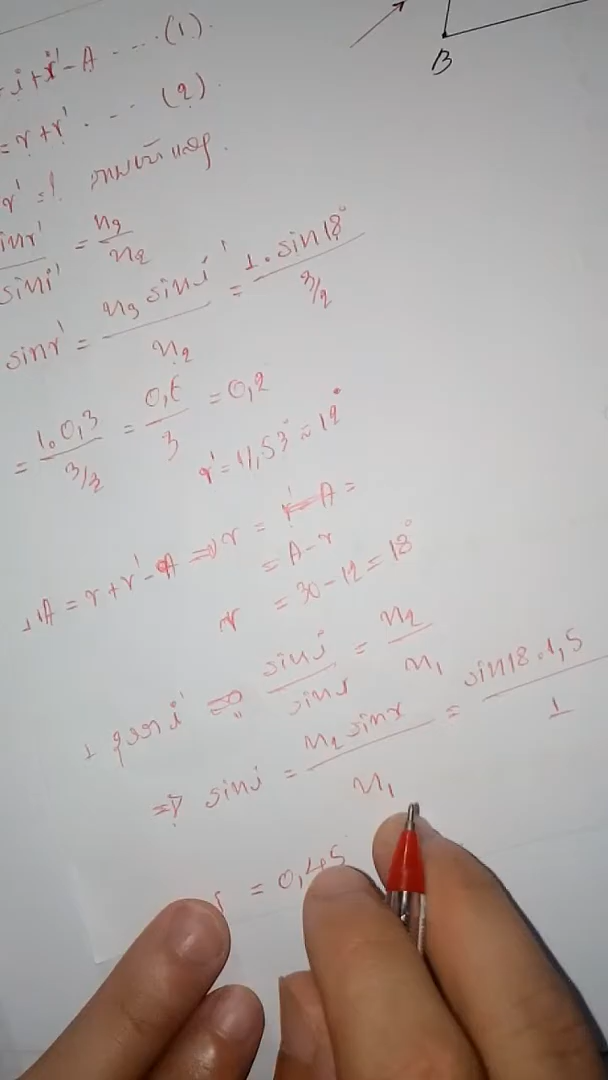 B
= i + i' - A .... (1).
= r + r' ... (2).
r' = !
sin r' / sin i' = n3 / n2
sin r' = n3 sin i' / n2 = 1 . sin 18° / 3/2
= 1.0,3 / 3/2 = 0,6 / 3 = 0,2
r' = 11,53° ≈ 12°
A = r + r' - A ⇒ r =
= A - r
r = 30 - 12 = 18°
sin i / sin r = n2 / n1
⇒ sin i = n2 sin r / n1 = sin 18 . 1,5 / 1
= 0,45